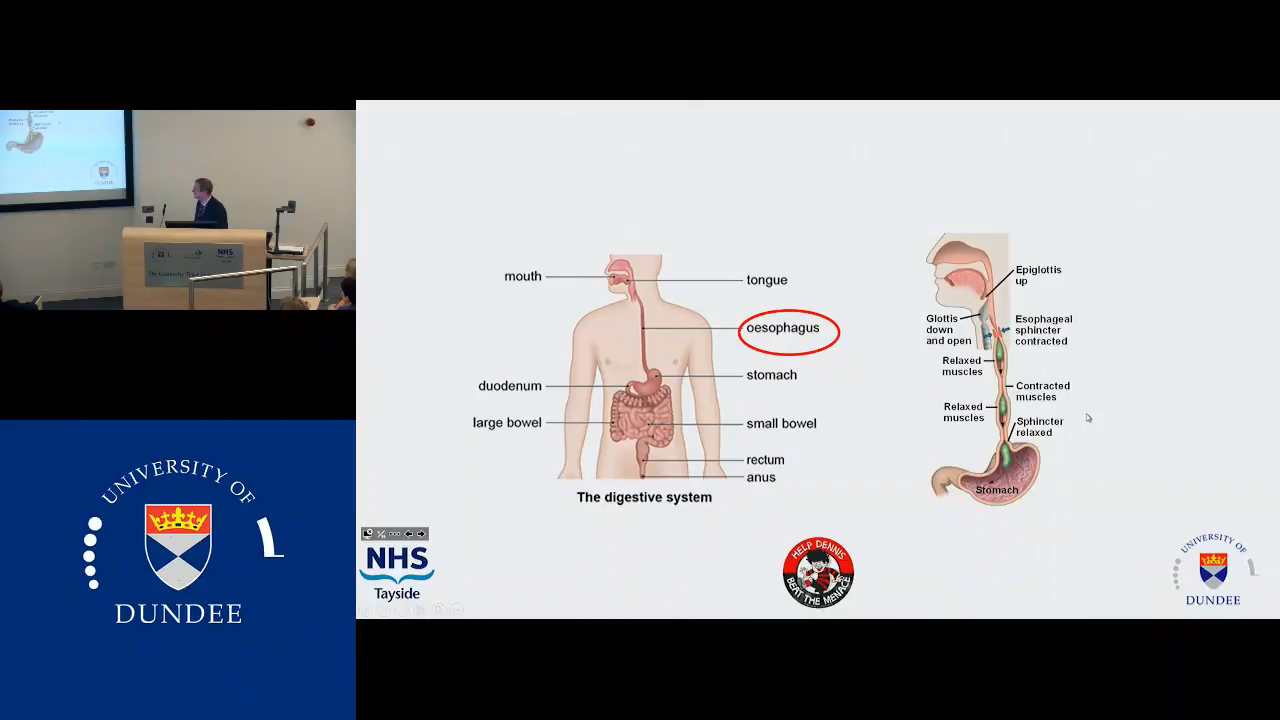 mouth
tongue
oesophagus
stomach
duodenum
large bowel
small bowel
rectum
anus
The digestive system
Epiglottis
up
Glottis
down
and open
Esophageal
sphincter
contracted
Relaxed
muscles
Contracted
muscles
Relaxed
muscles
Sphincter
relaxed
Stomach
NHS
Tayside
HELP DENNIS
BEAT THE MENACE
UNIVERSITY OF
DUNDEE
UNIVERSITY OF
DUNDEE
NHS